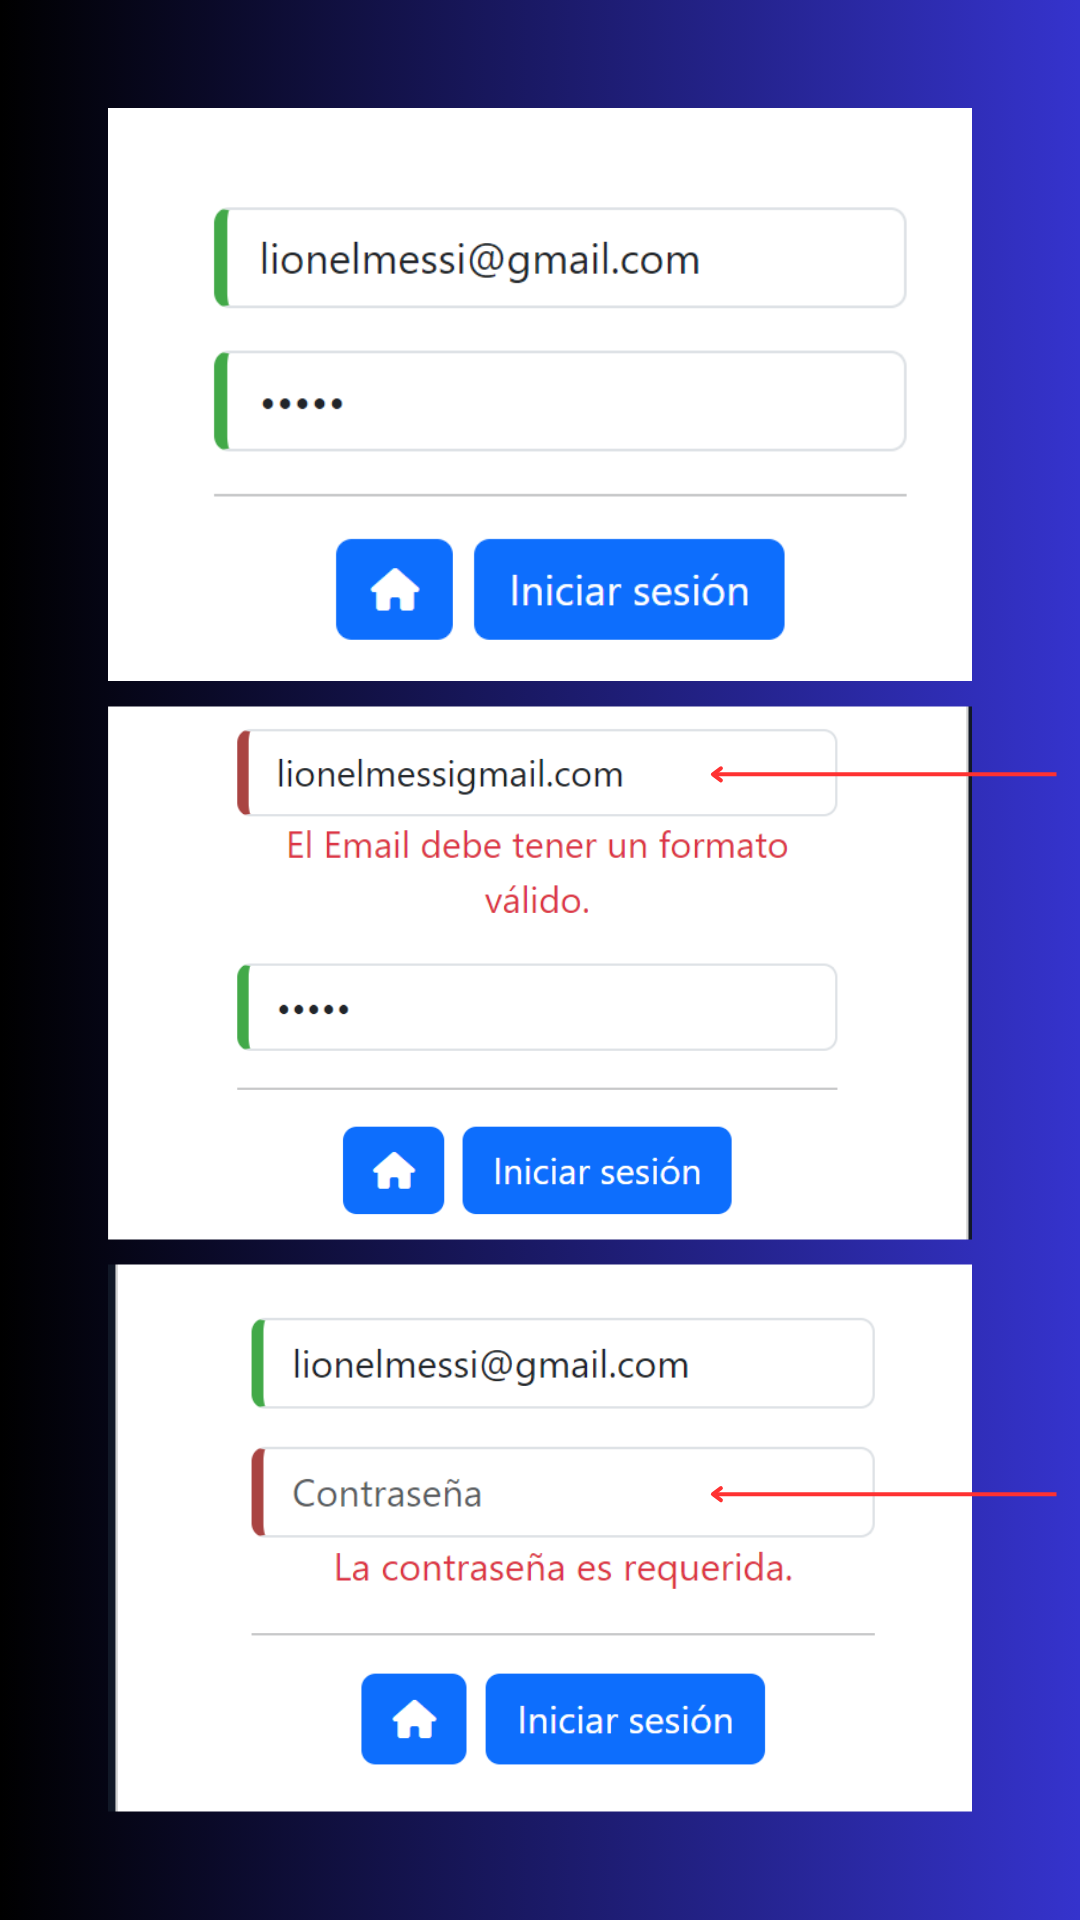 lionelmessi@gmail.com
•••••
Iniciar sesión
lionelmessigmail.com
El Email debe tener un formato
válido.
•••••
Iniciar sesión
lionelmessi@gmail.com
Contraseña
La contraseña es requerida.
Iniciar sesión